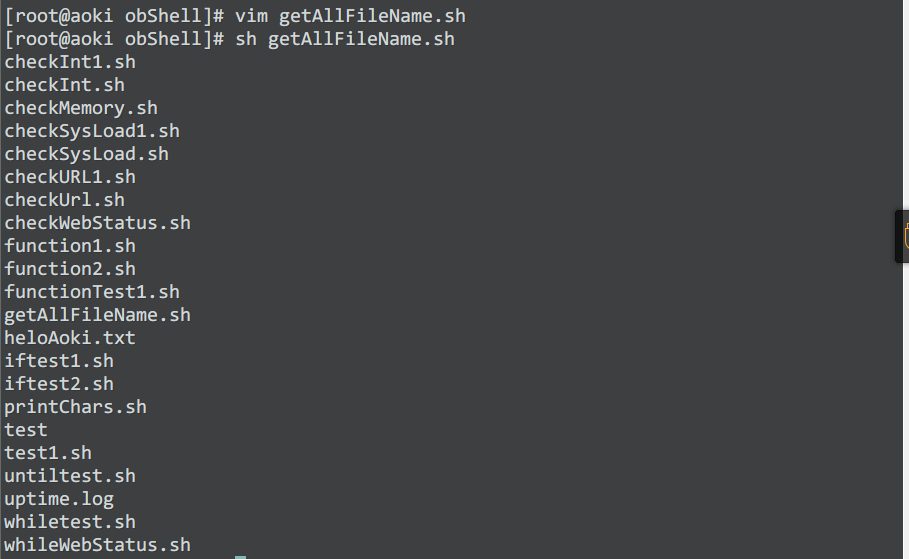 [root@aoki obShell]# vim getAllFileName.sh
[root@aoki obShell]# sh getAllFileName.sh
checkInt1.sh
checkInt.sh
checkMemory.sh
checkSysLoad1.sh
checkSysLoad.sh
checkURL1.sh
checkUrl.sh
checkWebStatus.sh
function1.sh
function2.sh
functionTest1.sh
getAllFileName.sh
heloAoki.txt
iftest1.sh
iftest2.sh
printChars.sh
test
test1.sh
untiltest.sh
uptime.log
whiletest.sh
whileWebStatus.sh